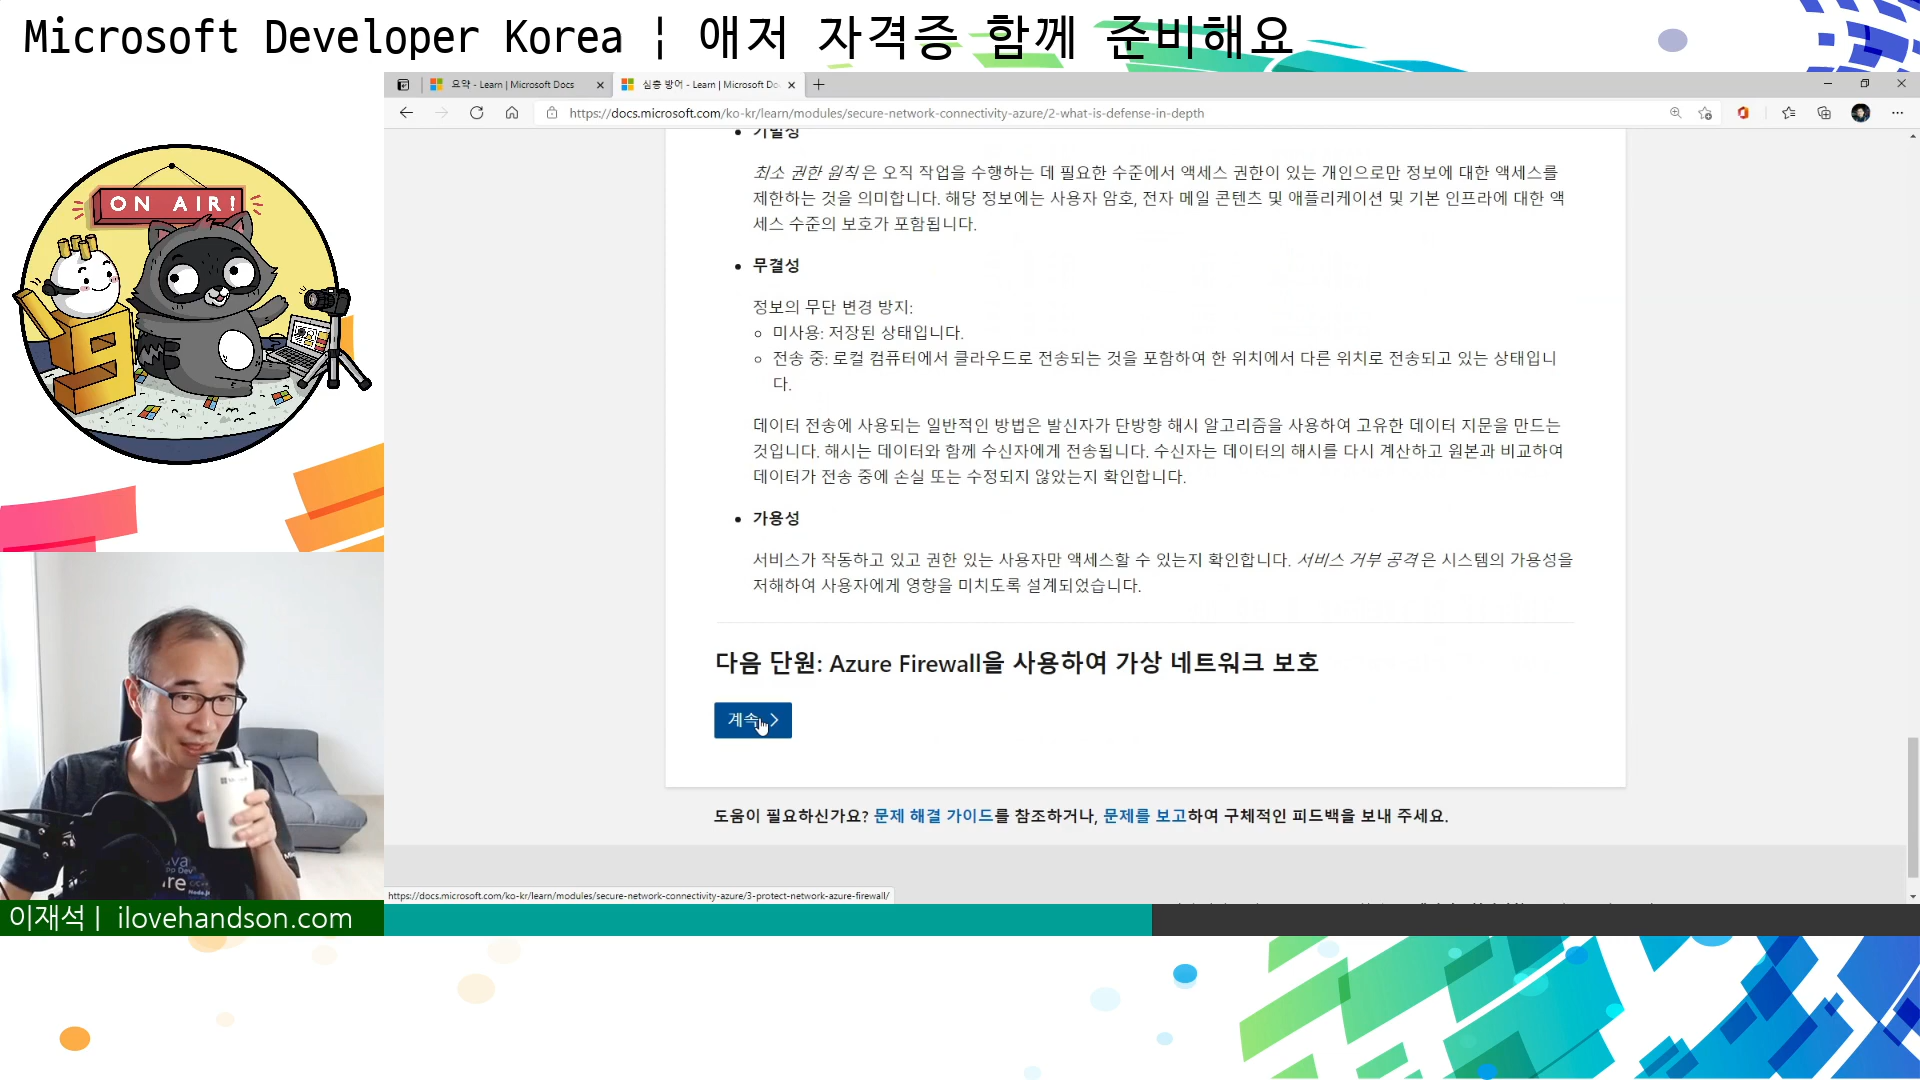 Microsoft Developer Korea ¦ 애저 자격증 함께 준비해요
요약 - Learn | Microsoft Docs
심층 방어 - Learn | Microsoft Do
https://docs.microsoft.com/ko-kr/learn/modules/secure-network-connectivity-azure/2-what-is-defense-in-depth
ON AIR!
기밀성
최소 권한 원칙은 오직 작업을 수행하는 데 필요한 수준에서 액세스 권한이 있는 개인으로만 정보에 대한 액세스를
제한하는 것을 의미합니다. 해당 정보에는 사용자 암호, 전자 메일 콘텐츠 및 애플리케이션 및 기본 인프라에 대한 액
세스 수준의 보호가 포함됩니다.
무결성
정보의 무단 변경 방지:
미사용: 저장된 상태입니다.
전송 중: 로컬 컴퓨터에서 클라우드로 전송되는 것을 포함하여 한 위치에서 다른 위치로 전송되고 있는 상태입니
다.
데이터 전송에 사용되는 일반적인 방법은 발신자가 단방향 해시 알고리즘을 사용하여 고유한 데이터 지문을 만드는
것입니다. 해시는 데이터와 함께 수신자에게 전송됩니다. 수신자는 데이터의 해시를 다시 계산하고 원본과 비교하여
데이터가 전송 중에 손실 또는 수정되지 않았는지 확인합니다.
가용성
서비스가 작동하고 있고 권한 있는 사용자만 액세스할 수 있는지 확인합니다. 서비스 거부 공격은 시스템의 가용성을
저해하여 사용자에게 영향을 미치도록 설계되었습니다.
다음 단원: Azure Firewall을 사용하여 가상 네트워크 보호
계속
도움이 필요하신가요? 문제 해결 가이드를 참조하거나, 문제를 보고하여 구체적인 피드백을 보내 주세요.
https://docs.microsoft.com/ko-kr/learn/modules/secure-network-connectivity-azure/3-protect-network-azure-firewall/
이재석 | ilovehandson.com